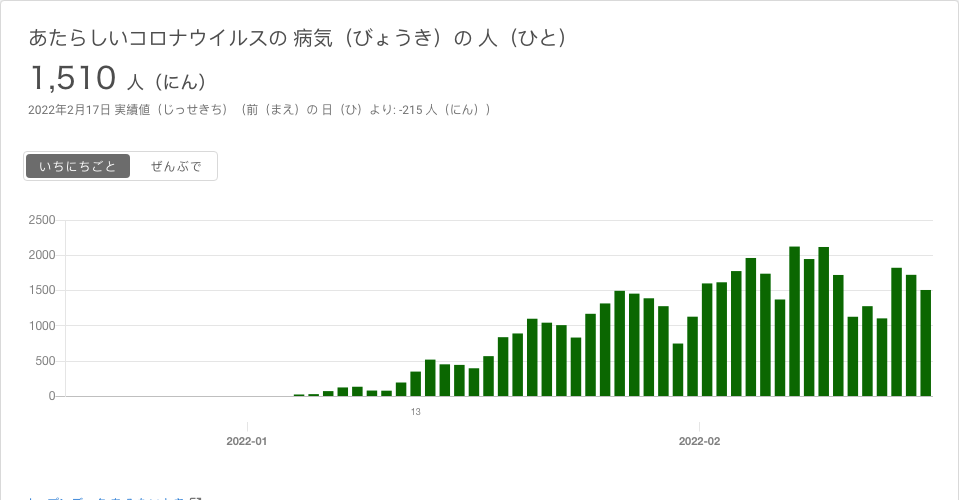 あたらしいコロナウイルスの 病気（びょうき）の 人（ひと）
1,510 人（にん）
2022年2月17日 実績値（じっせきち）（前（まえ）の 日（ひ）より: -215 人（にん））
いちにちごと ぜんぶで
2500
2000
1500
1000
500
0
13
2022-01 2022-02